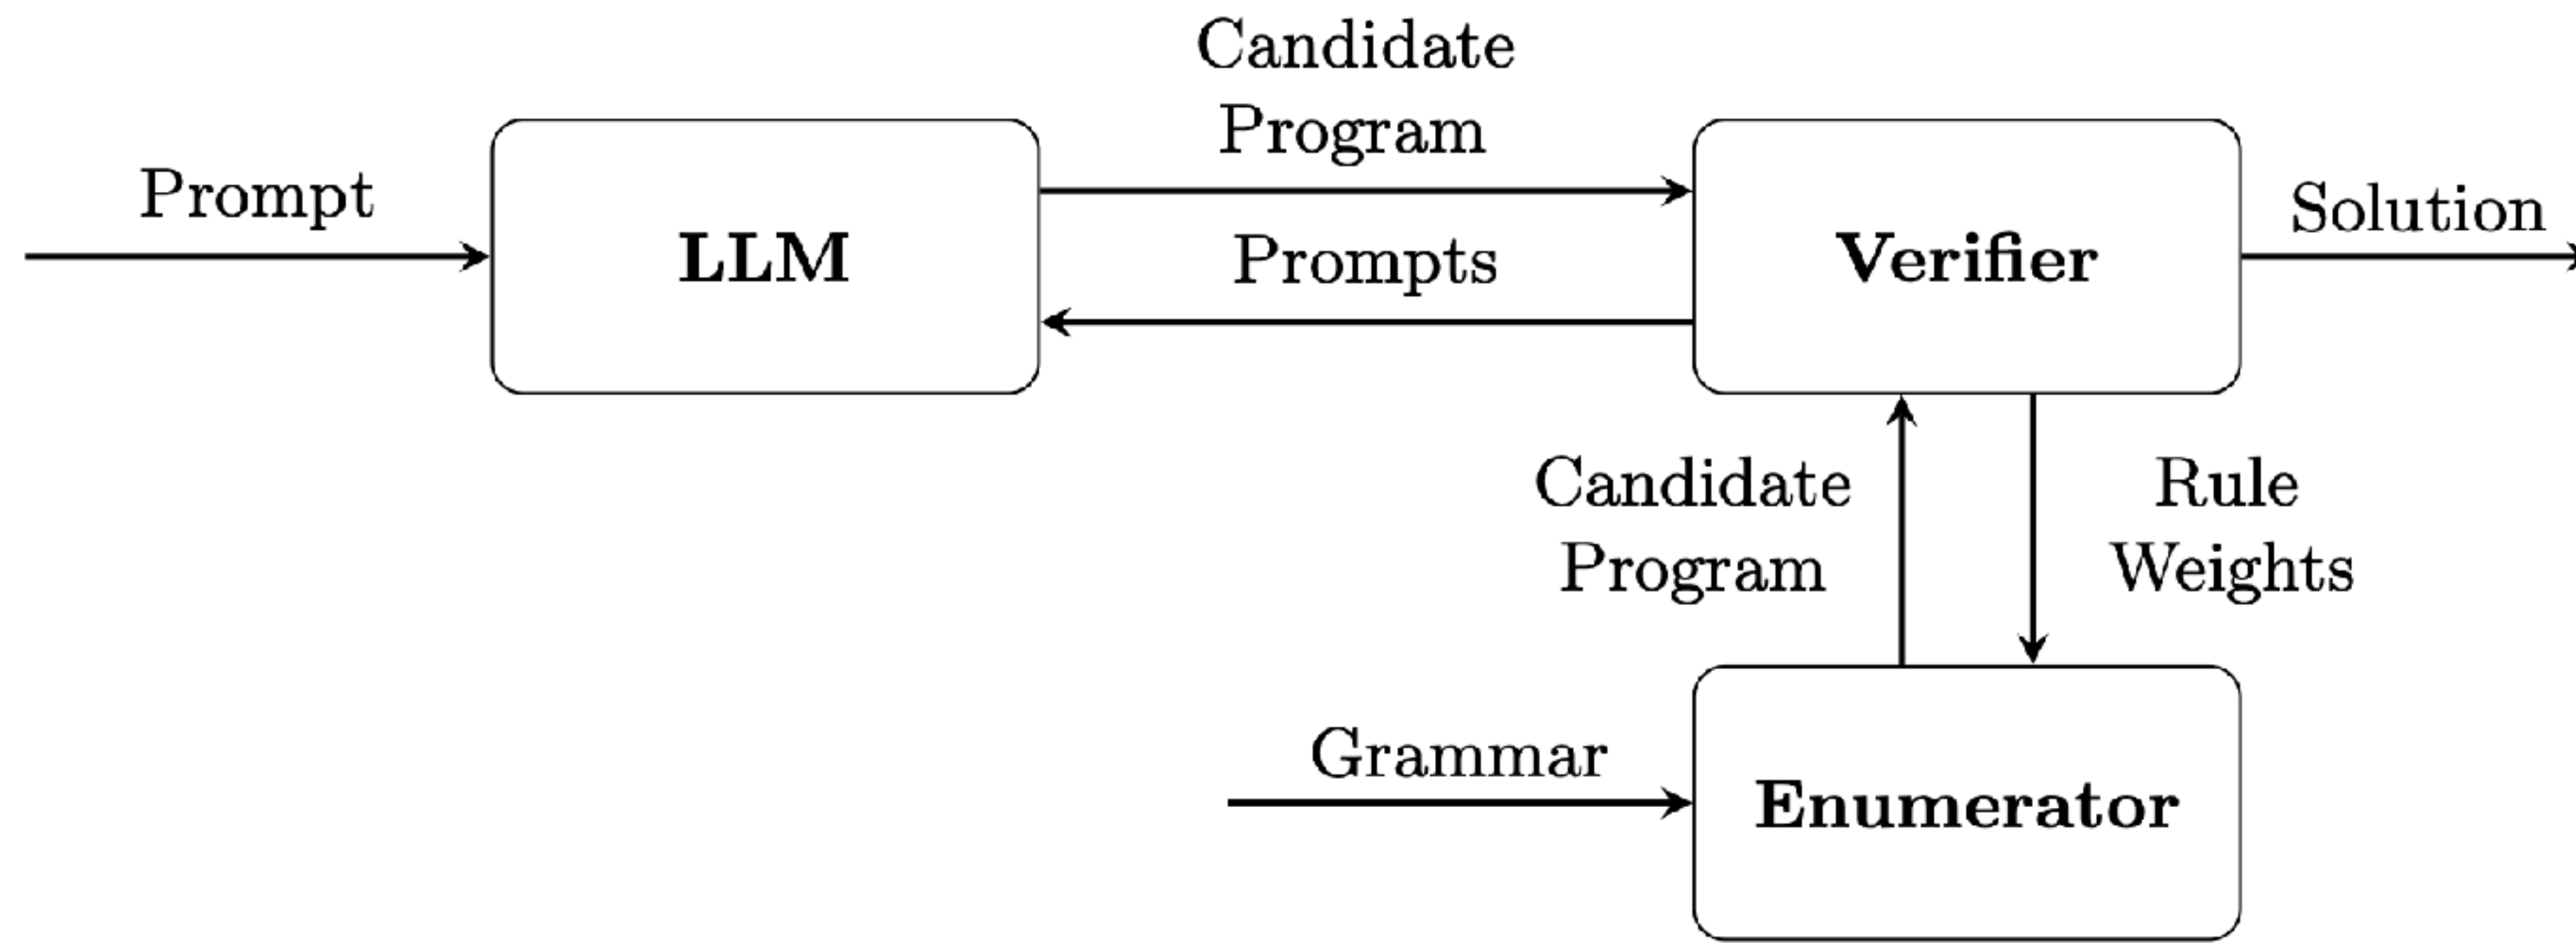 Candidate
Program
Prompt
LLM
Prompts
Verifier
Solution
Candidate
Program
Rule
Weights
Grammar
Enumerator